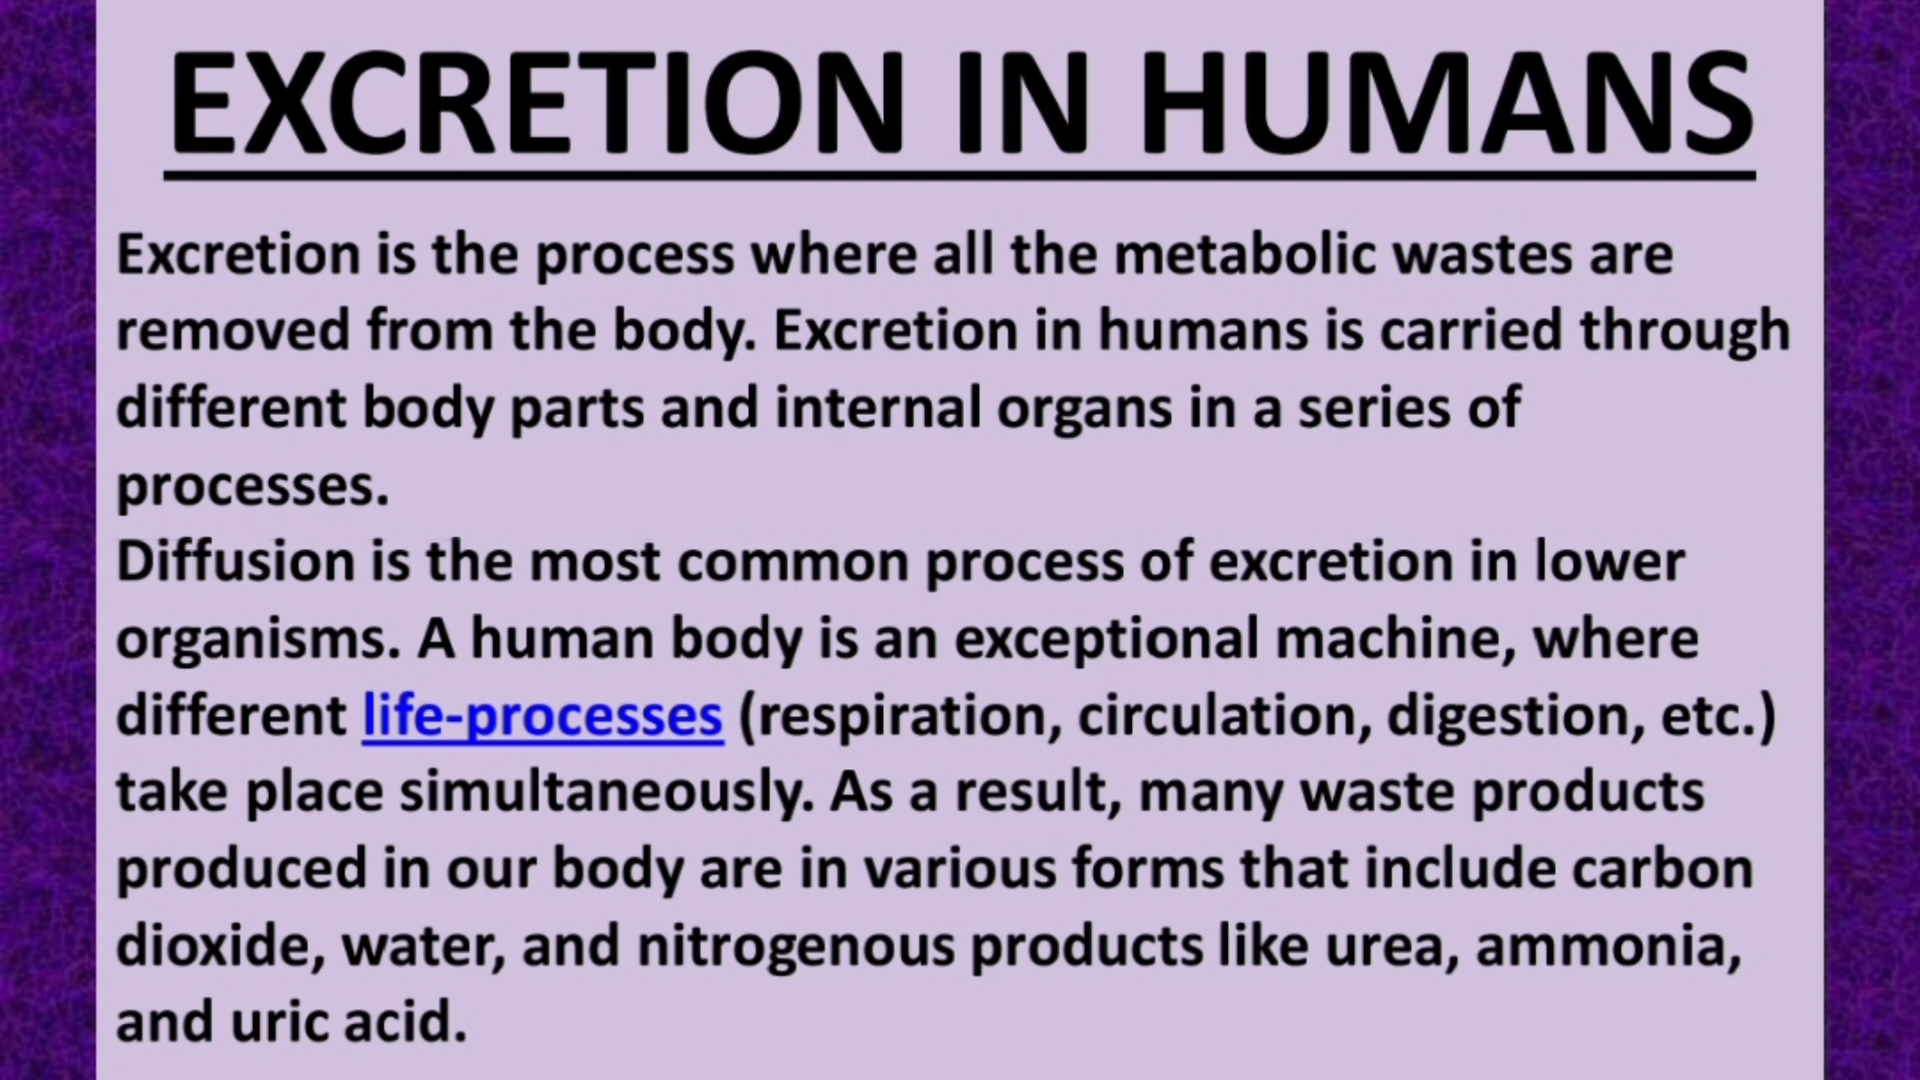 EXCRETION IN HUMANS
Excretion is the process where all the metabolic wastes are
removed from the body. Excretion in humans is carried through
different body parts and internal organs in a series of
processes.
Diffusion is the most common process of excretion in lower
organisms. A human body is an exceptional machine, where
different life-processes (respiration, circulation, digestion, etc.)
take place simultaneously. As a result, many waste products
produced in our body are in various forms that include carbon
dioxide, water, and nitrogenous products like urea, ammonia,
and uric acid.